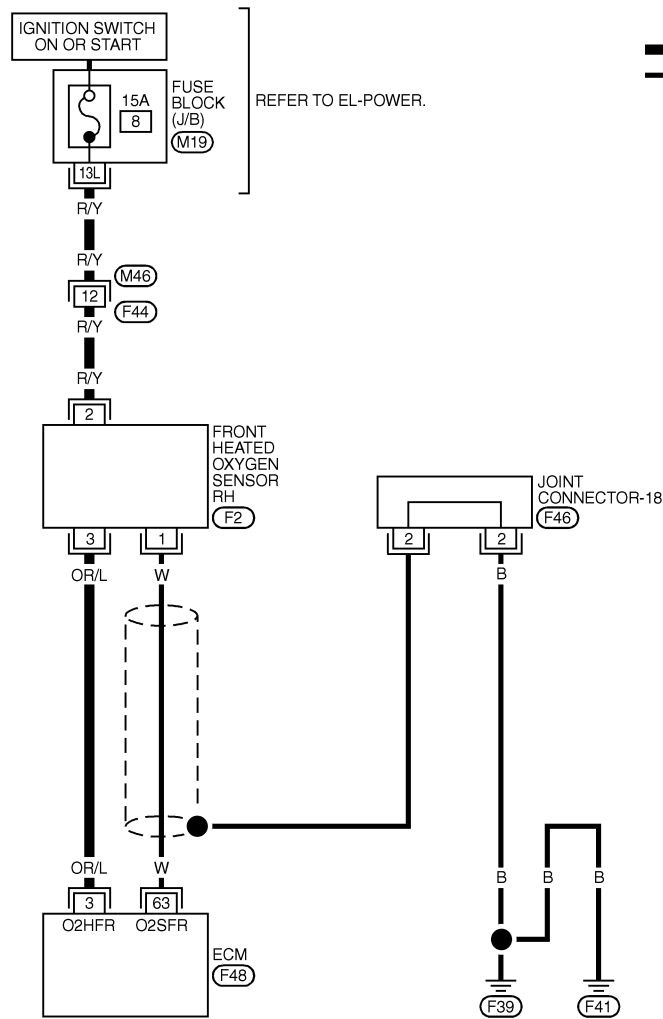 IGNITION SWITCH
ON OR START
FUSE
BLOCK
(J/B)
M19
15A
8
REFER TO EL-POWER.
13L
R/Y
R/Y
M46
12
F44
R/Y
R/Y
2
FRONT
HEATED
OXYGEN
SENSOR
RH
F2
JOINT
CONNECTOR-18
F46
3
1
2
2
OR/L
W
B
OR/L
W
B
B
B
3
63
O2HFR
O2SFR
ECM
F48
F39
F41